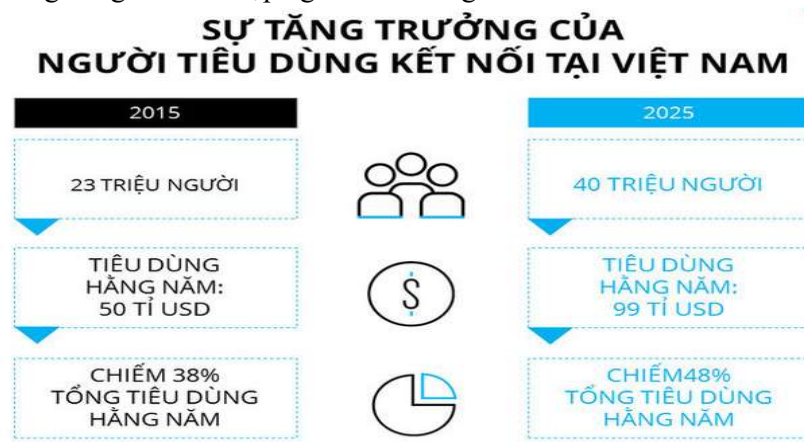 SỰ TĂNG TRƯỞNG CỦA
NGƯỜI TIÊU DÙNG KẾT NỐI TẠI VIỆT NAM
2015
2025
23 TRIỆU NGƯỜI
40 TRIỆU NGƯỜI
TIÊU DÙNG
HẰNG NĂM:
50 TỈ USD
TIÊU DÙNG
HẰNG NĂM:
99 TỈ USD
CHIẾM 38%
TỔNG TIÊU DÙNG
HẰNG NĂM
CHIẾM48%
TỔNG TIÊU DÙNG
HẰNG NĂM